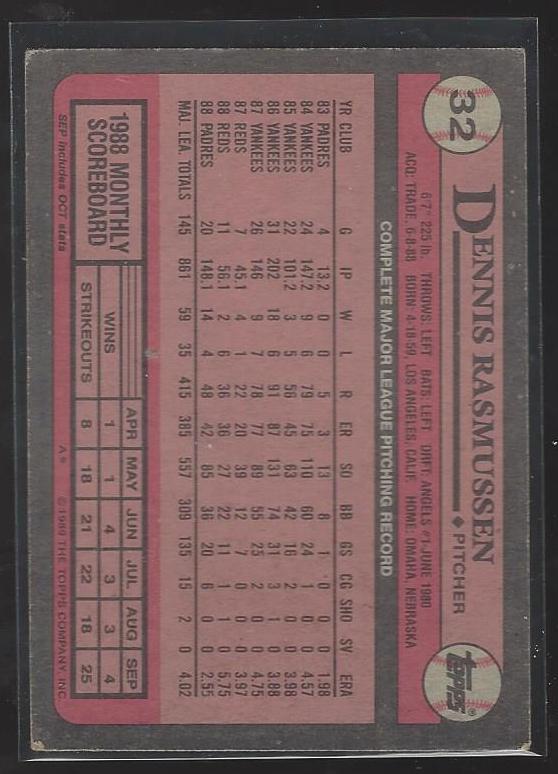 32
DENNIS RASMUSSEN ◆ PITCHER
topps®
6'7" 225 lb. THROWS: LEFT BATS: LEFT DRFT: ANGELS #1-JUNE 1980
ACQ: TRADE, 6-8-88 BORN: 4-18-59, LOS ANGELES, CALIF. HOME: OMAHA, NEBRASKA
COMPLETE MAJOR LEAGUE PITCHING RECORD
YR CLUB G IP W L R ER SO BB GS CG SHO SV ERA
83 PADRES 4 13.2 0 0 5 3 13 8 1 0 0 0 1.98
84 YANKEES 24 147.2 9 6 79 75 110 60 24 1 0 0 4.57
85 YANKEES 22 101.2 3 5 56 45 63 42 16 2 0 0 3.98
86 YANKEES 31 202 18 6 91 87 131 74 31 3 1 0 3.88
87 YANKEES 26 146 9 7 78 77 89 55 25 2 0 0 4.75
87 REDS 7 45.1 4 1 22 20 39 12 7 0 0 0 3.97
88 REDS 11 56.1 2 6 36 36 27 22 11 1 1 0 5.75
88 PADRES 20 148.1 14 4 48 42 85 36 20 6 0 0 2.55
MAJ. LEA. TOTALS 145 861 59 35 415 385 557 309 135 15 2 0 4.02
1988 MONTHLY
SCOREBOARD
APR MAY JUN JUL AUG SEP
WINS 1 1 4 3 3 4
STRIKEOUTS 8 18 21 22 18 25
SEP includes OCT stats
A* ©1989 THE TOPPS COMPANY, INC.